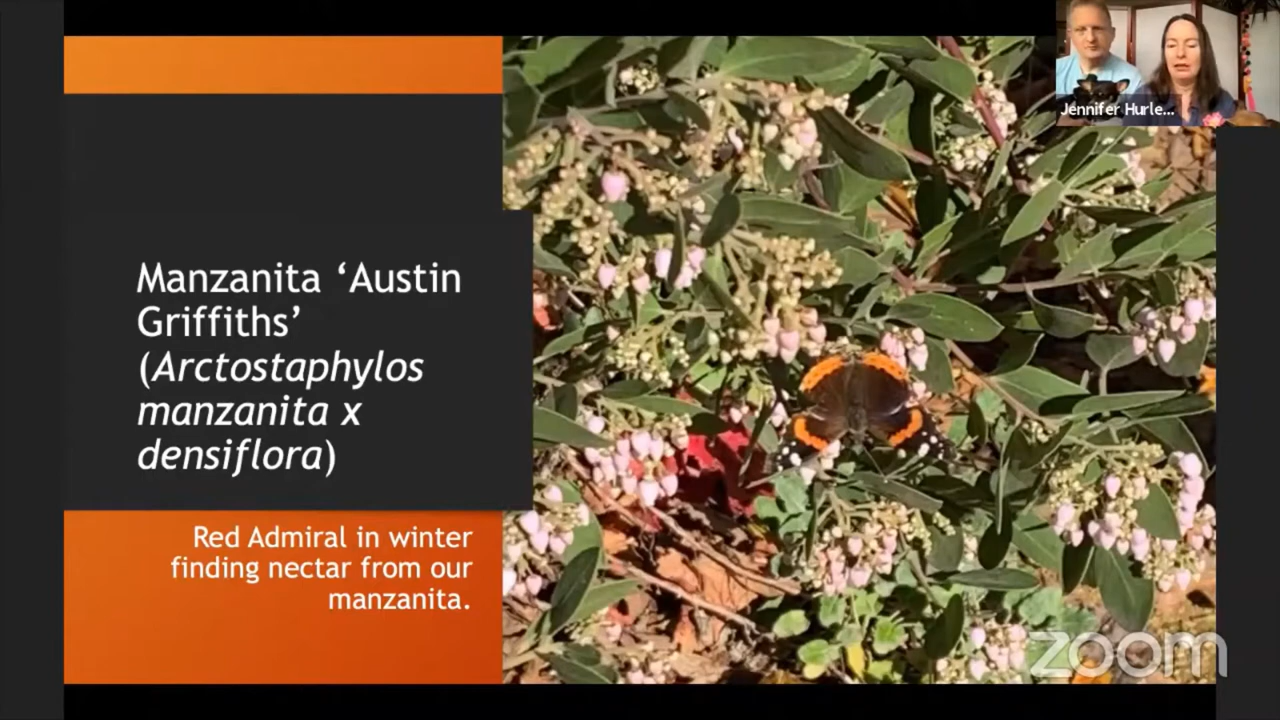 Manzanita ‘Austin
Griffiths’
(Arctostaphylos
manzanita x
densiflora)
Red Admiral in winter
finding nectar from our
manzanita.
Jennifer Hurle...
zoom